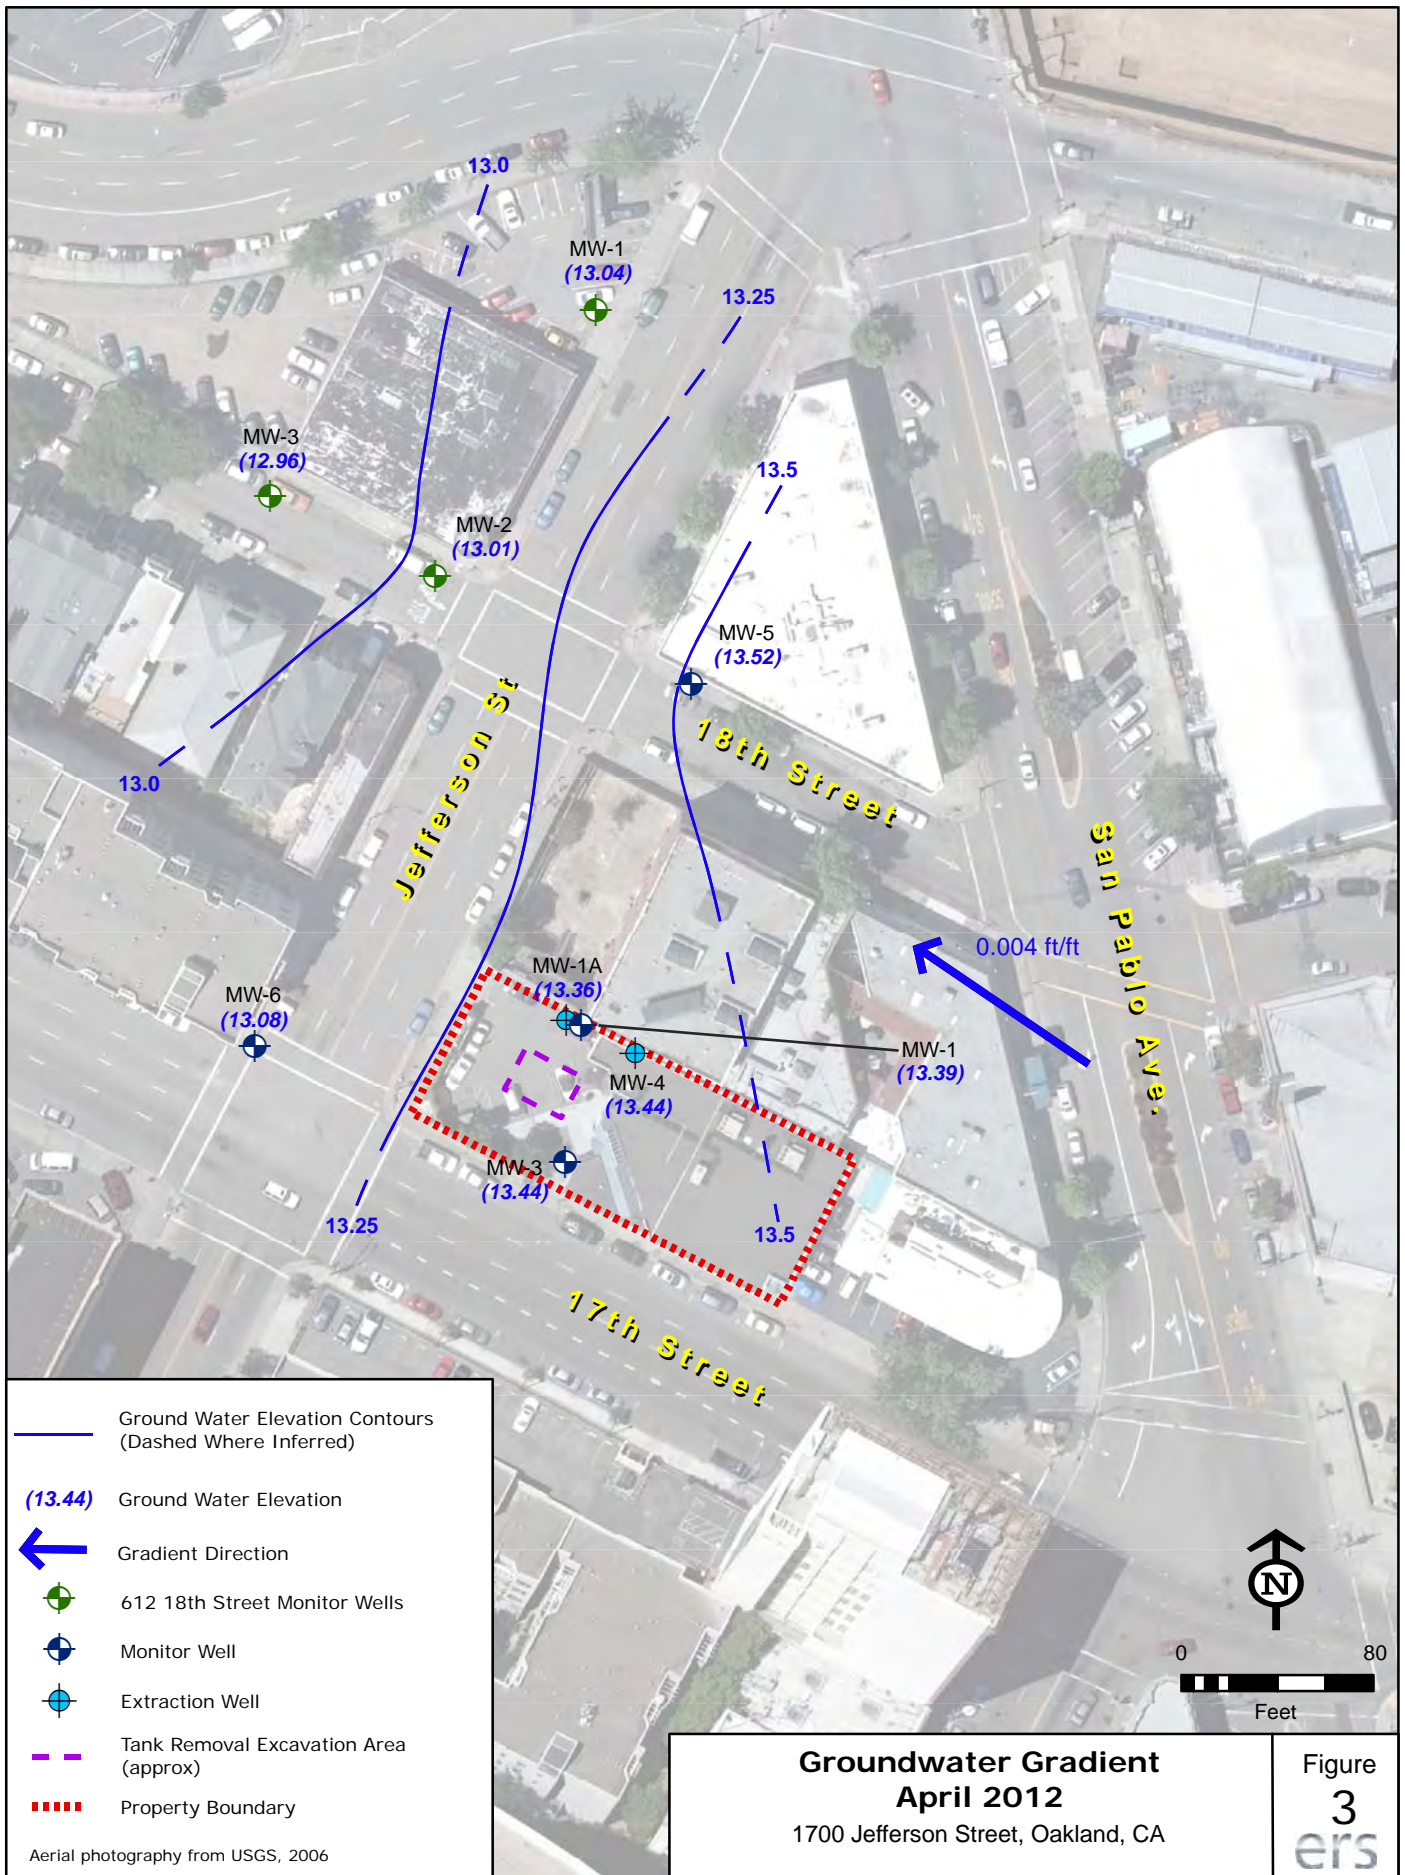 13.0
MW-1
(13.04)
13.25
MW-3
(12.96)
13.5
MW-2
(13.01)
MW-5
(13.52)
Jefferson St
18th Street
13.0
San Pablo Ave.
0.004 ft/ft
MW-1A
(13.36)
MW-6
(13.08)
MW-1
(13.39)
MW-4
(13.44)
MW-3
(13.44)
13.25
13.5
17th Street
Ground Water Elevation Contours
(Dashed Where Inferred)
(13.44) Ground Water Elevation
Gradient Direction
612 18th Street Monitor Wells
Monitor Well
Extraction Well
Tank Removal Excavation Area
(approx)
Property Boundary
Aerial photography from USGS, 2006
N
0 80
Feet
Groundwater Gradient
April 2012
1700 Jefferson Street, Oakland, CA
Figure
3
ers